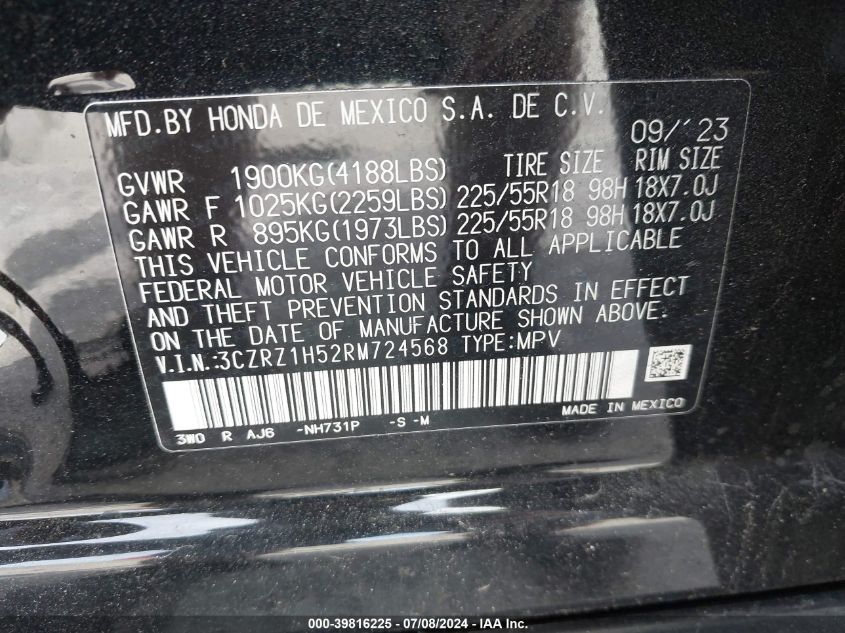 MFD.BY HONDA DE MEXICO S.A. DE C.V. 09/'23
GVWR 1900KG(4188LBS) TIRE SIZE RIM SIZE
GAWR F 1025KG(2259LBS) 225/55R18 98H 18X7.0J
GAWR R 895KG(1973LBS) 225/55R18 98H 18X7.0J
THIS VEHICLE CONFORMS TO ALL APPLICABLE
FEDERAL MOTOR VEHICLE SAFETY
AND THEFT PREVENTION STANDARDS IN EFFECT
ON THE DATE OF MANUFACTURE SHOWN ABOVE.
V.I.N.:3CZRZ1H52RM724568 TYPE:MPV
MADE IN MEXICO
3W0 R AJ6 -NH731P -S -M
000-39816225 - 07/08/2024 - IAA Inc.